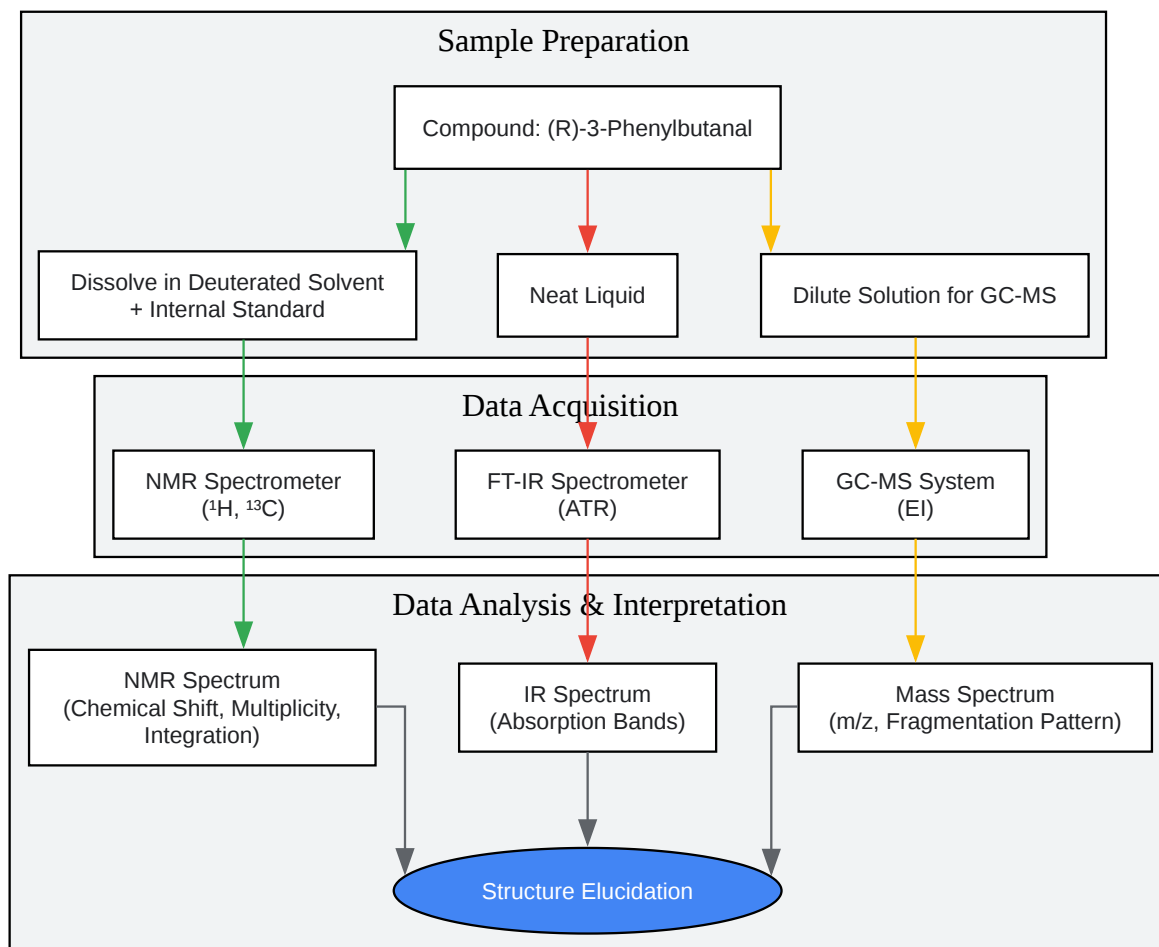 Sample Preparation
Compound: (R)-3-Phenylbutanal
Dissolve in Deuterated Solvent
+ Internal Standard
Neat Liquid
Dilute Solution for GC-MS
Data Acquisition
NMR Spectrometer
(¹H, ¹³C)
FT-IR Spectrometer
(ATR)
GC-MS System
(EI)
Data Analysis & Interpretation
NMR Spectrum
(Chemical Shift, Multiplicity,
Integration)
IR Spectrum
(Absorption Bands)
Mass Spectrum
(m/z, Fragmentation Pattern)
Structure Elucidation